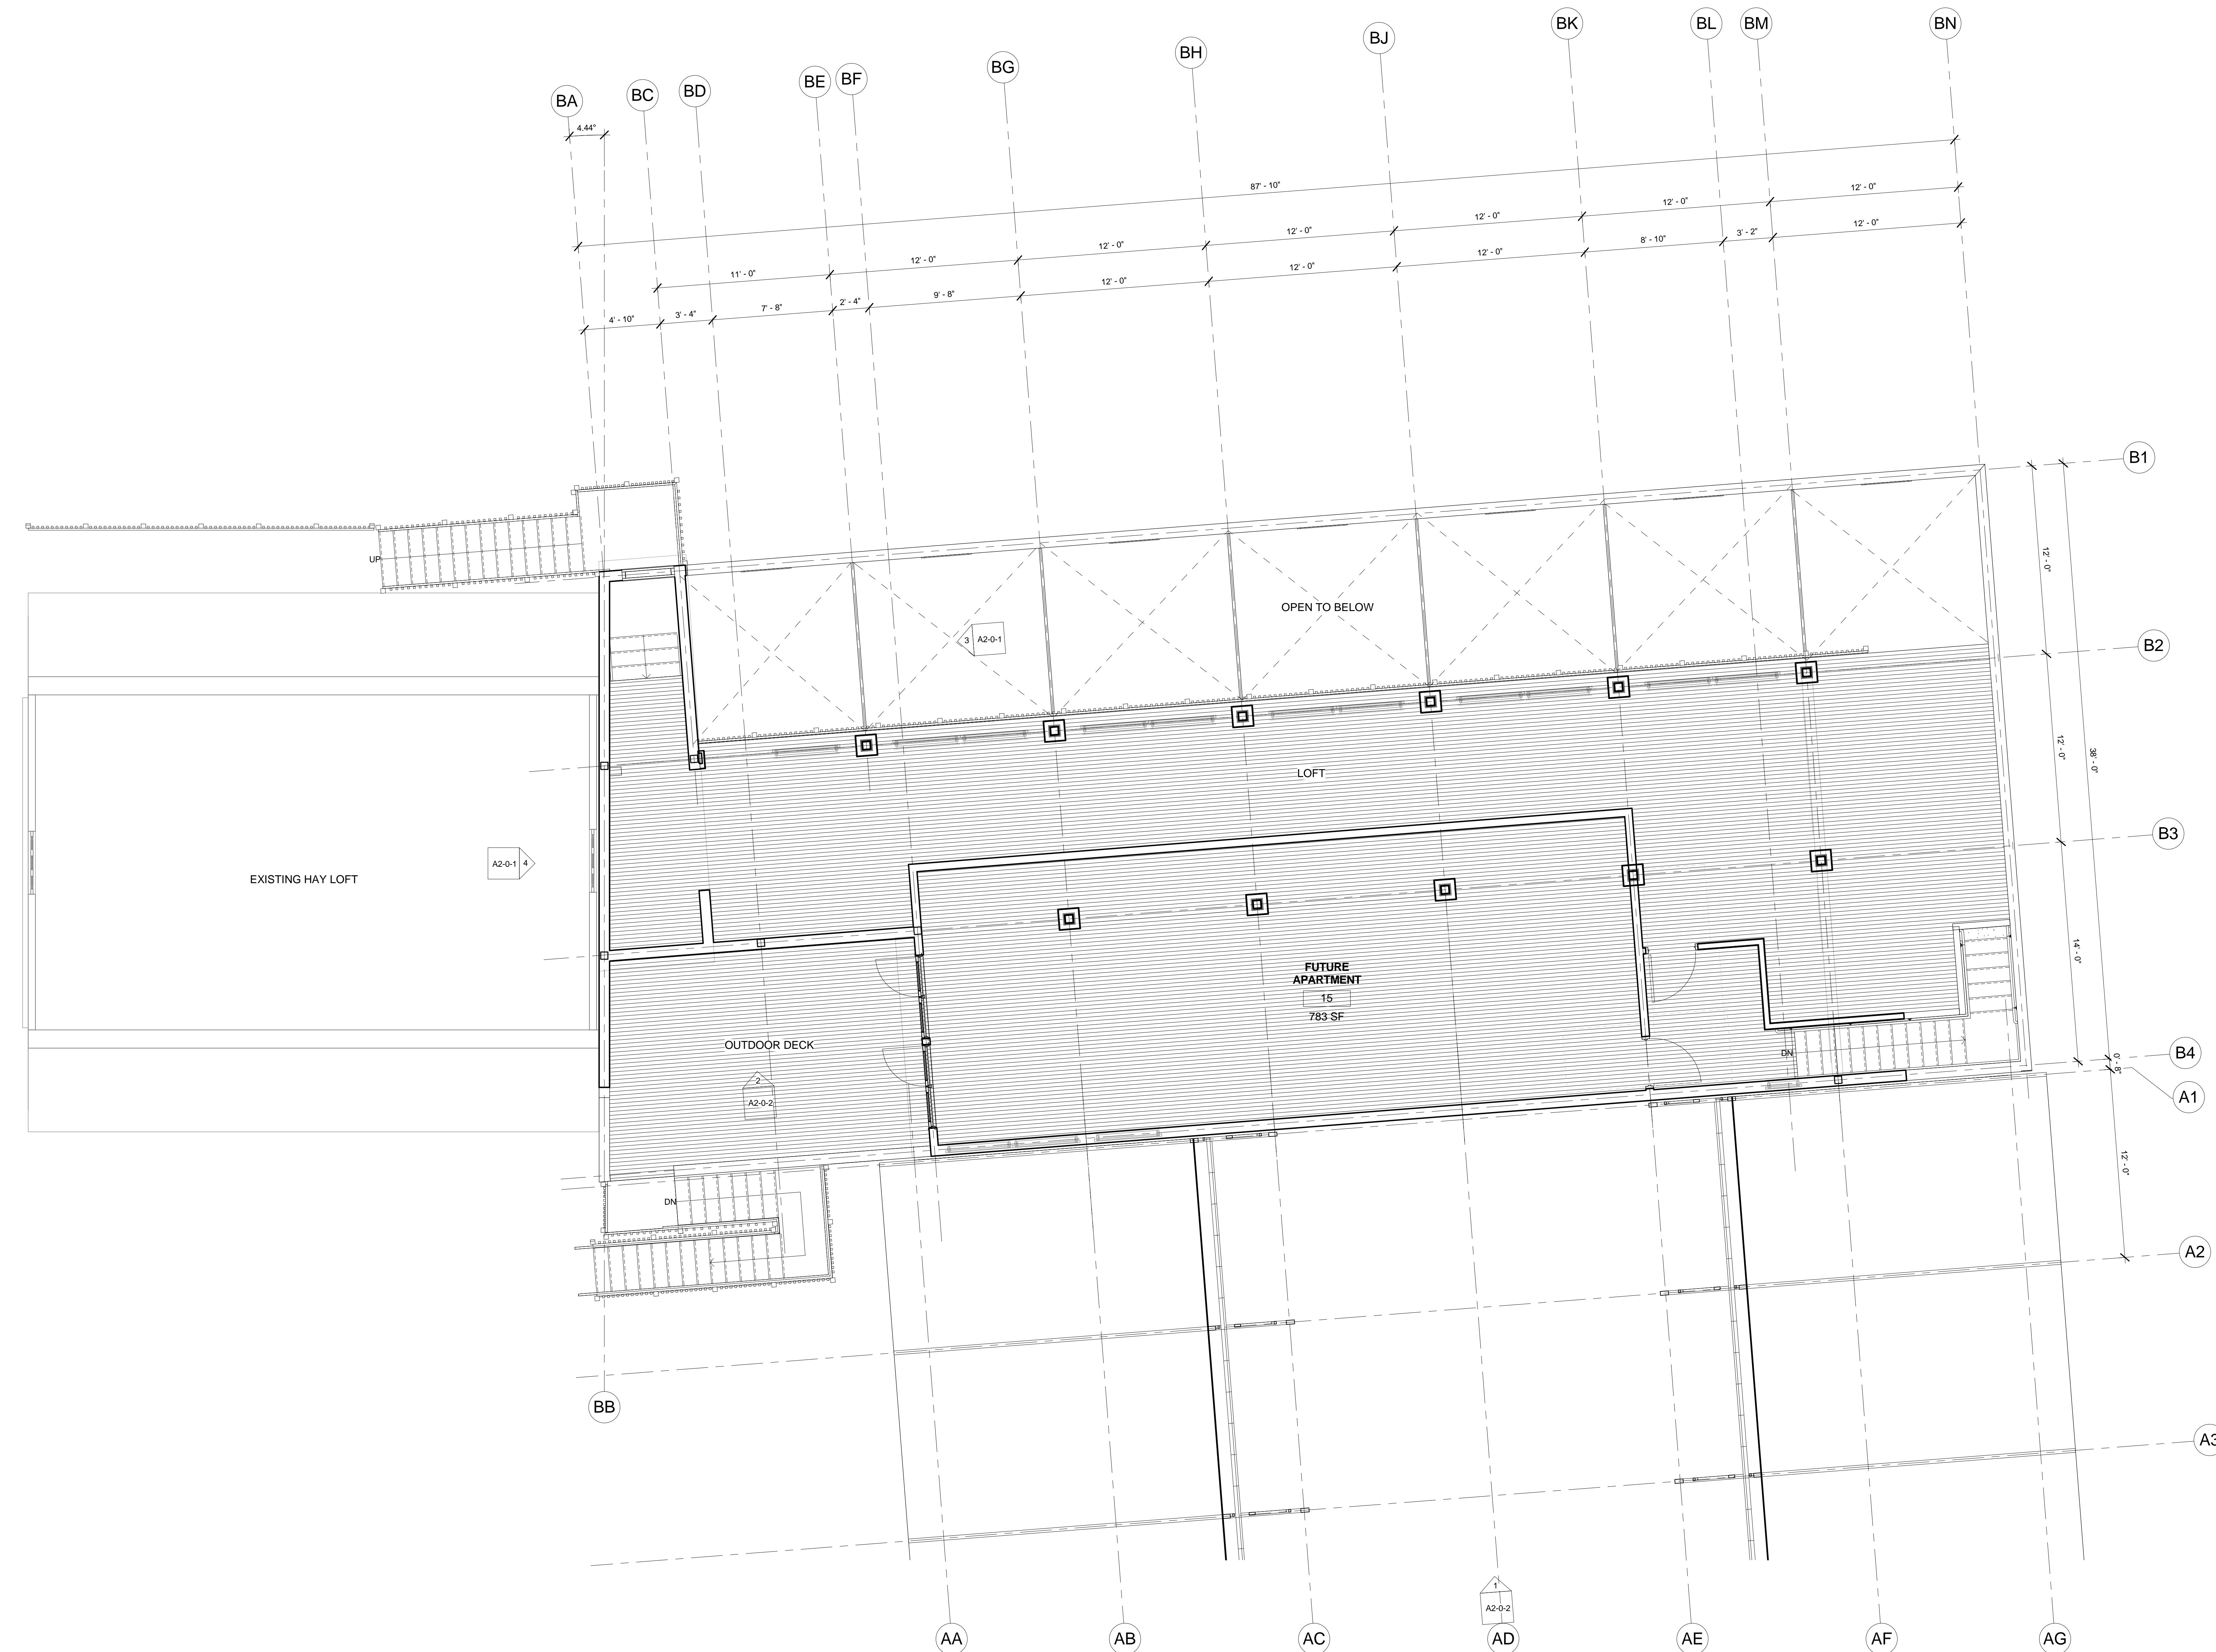 BA
BC
BD
BE
BF
BG
BH
BJ
BK
BL
BM
BN
4.44°
87' - 10"
11' - 0"
12' - 0"
12' - 0"
12' - 0"
12' - 0"
12' - 0"
12' - 0"
4' - 10"
3' - 4"
7' - 8"
2' - 4"
9' - 8"
12' - 0"
12' - 0"
12' - 0"
8' - 10"
3' - 2"
12' - 0"
B1
12' - 0"
B2
12' - 0"
38' - 0"
B3
14' - 0"
B4
0' - 8"
A1
12' - 0"
A2
A3
UP
OPEN TO BELOW
3
A2-0-1
LOFT
A2-0-1
4
EXISTING HAY LOFT
FUTURE
APARTMENT
15
783 SF
OUTDOOR DECK
2
A2-0-2
DN
DN
BB
1
A2-0-2
AA
AB
AC
AD
AE
AF
AG